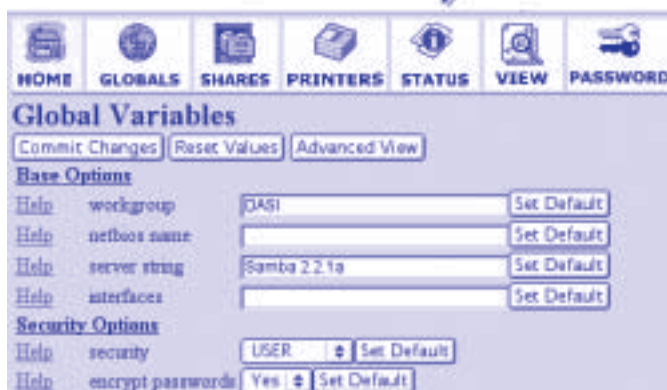 HOME GLOBALS SHARES PRINTERS STATUS VIEW PASSWORD
Global Variables
Commit Changes Reset Values Advanced View
Base Options
Help workgroup DASI Set Default
Help netbios name Set Default
Help server string Samba 2.2.1a Set Default
Help interfaces Set Default
Security Options
Help security USER Set Default
Help encrypt passwords Yes Set Default